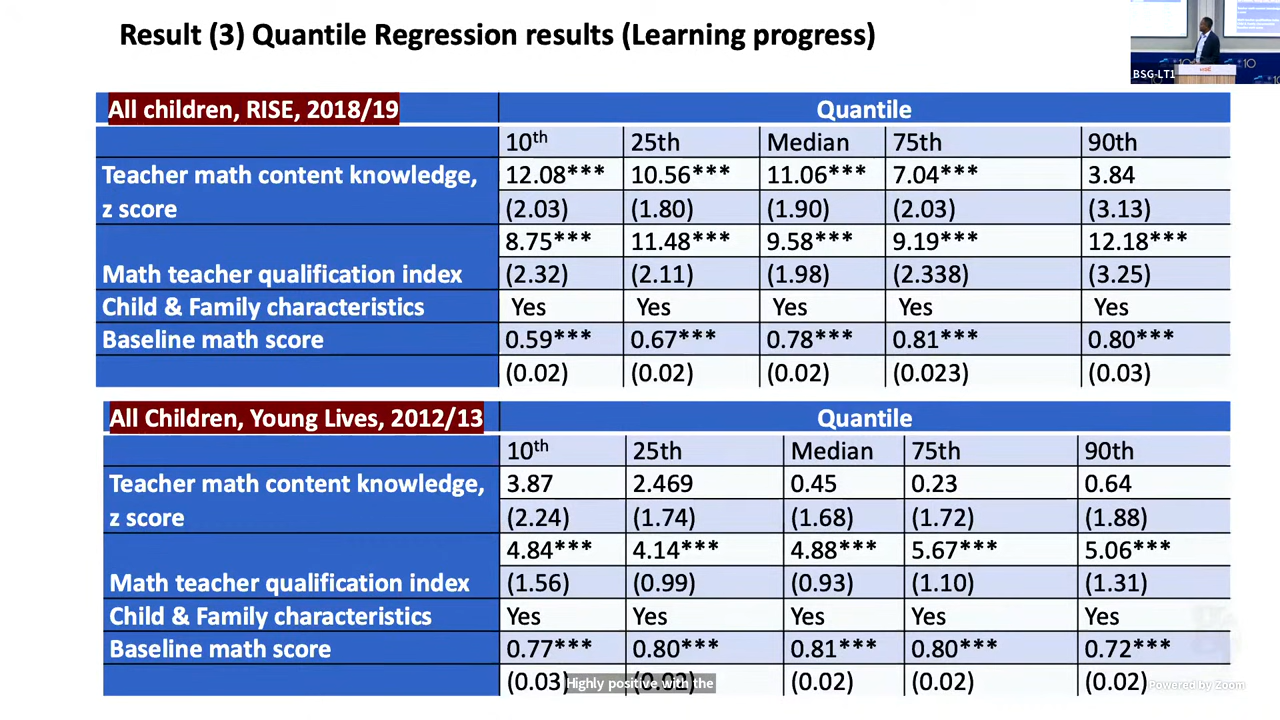 Result (3) Quantile Regression results (Learning progress)
BSG-LT1
All children, RISE, 2018/19 Quantile
10th 25th Median 75th 90th
Teacher math content knowledge, z score 12.08*** 10.56*** 11.06*** 7.04*** 3.84
(2.03) (1.80) (1.90) (2.03) (3.13)
Math teacher qualification index 8.75*** 11.48*** 9.58*** 9.19*** 12.18***
(2.32) (2.11) (1.98) (2.338) (3.25)
Child & Family characteristics Yes Yes Yes Yes Yes
Baseline math score 0.59*** 0.67*** 0.78*** 0.81*** 0.80***
(0.02) (0.02) (0.02) (0.023) (0.03)
All Children, Young Lives, 2012/13 Quantile
10th 25th Median 75th 90th
Teacher math content knowledge, z score 3.87 2.469 0.45 0.23 0.64
(2.24) (1.74) (1.68) (1.72) (1.88)
Math teacher qualification index 4.84*** 4.14*** 4.88*** 5.67*** 5.06***
(1.56) (0.99) (0.93) (1.10) (1.31)
Child & Family characteristics Yes Yes Yes Yes Yes
Baseline math score 0.77*** 0.80*** 0.81*** 0.80*** 0.72***
(0.03) (0.02) (0.02) (0.02) (0.02)
Highly positive with the
Powered by Zoom